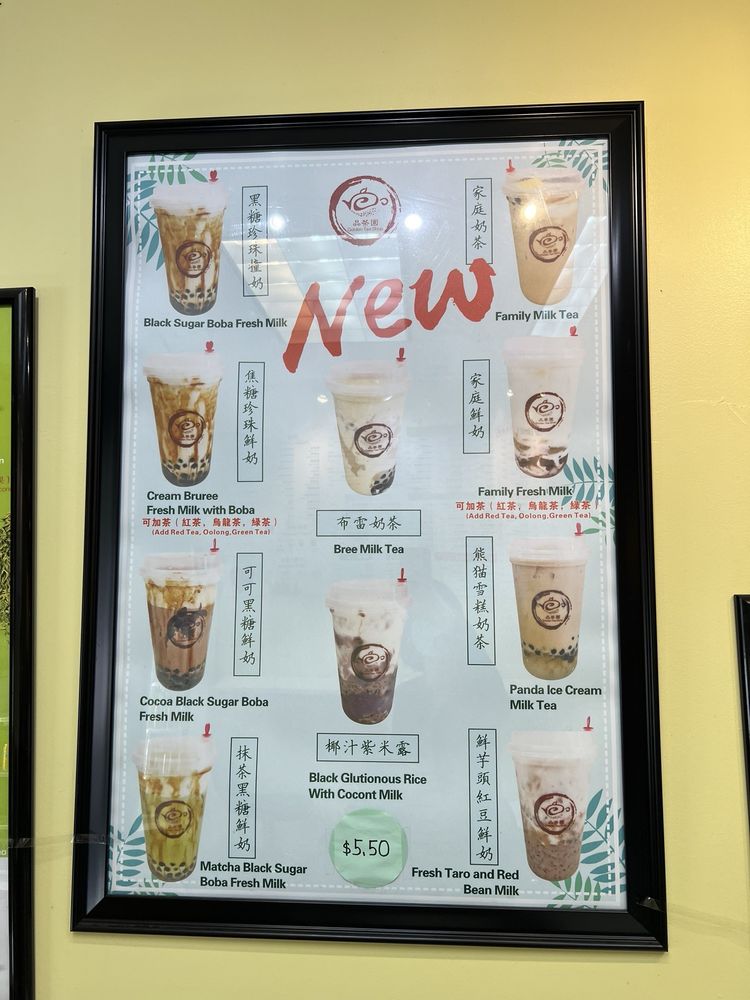 品茶園
Golden Tea Shop
New
黑糖珍珠撞奶
Black Sugar Boba Fresh Milk
家庭奶茶
Family Milk Tea
焦糖珍珠鮮奶
Cream Bruree
Fresh Milk with Boba
可加茶（紅茶，烏龍茶，綠茶）
(Add Red Tea, Oolong,Green Tea)
布雷奶茶
Bree Milk Tea
家庭鮮奶
Family Fresh Milk
可加茶（紅茶，烏龍茶，綠茶）
(Add Red Tea, Oolong,Green Tea)
可可黑糖鮮奶
Cocoa Black Sugar Boba
Fresh Milk
椰汁紫米露
Black Glutionous Rice
With Cocont Milk
熊猫雪糕奶茶
Panda Ice Cream
Milk Tea
抹茶黑糖鮮奶
Matcha Black Sugar
Boba Fresh Milk
$5.50
鮮芋頭紅豆鮮奶
Fresh Taro and Red
Bean Milk